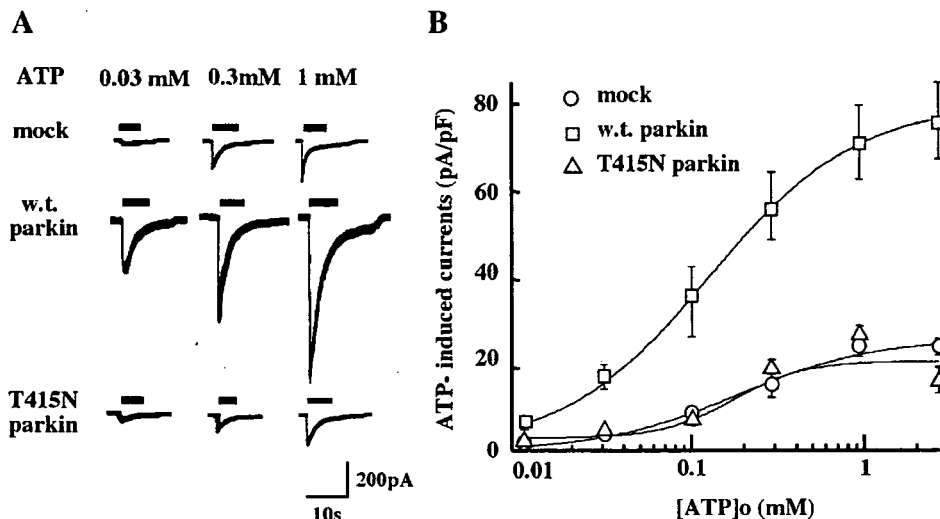 A
ATP 0.03 mM 0.3mM 1 mM
mock
w.t.
parkin
T415N
parkin
200pA
10s
B
ATP- induced currents (pA/pF)
80
60
40
20
0
mock
w.t. parkin
T415N parkin
0.01 0.1 1
[ATP]o (mM)